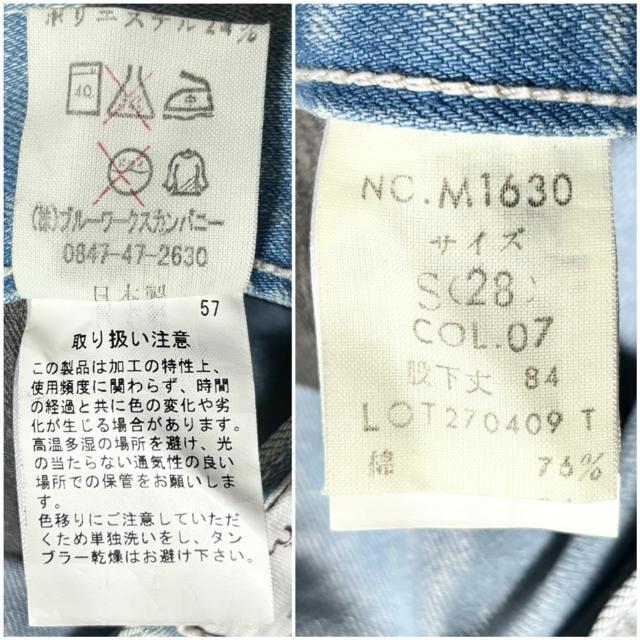 ポリエステル24%
40
(株)ブルーワークスカンパニー
0847-47-2630
日本製
57
取り扱い注意
この製品は加工の特性上、
使用頻度に関わらず、時間
の経過と共に色の変化や劣
化が生じる場合があります。
高温多湿の場所を避け、光
の当たらない通気性の良い
場所での保管をお願いしま
す。
色移りにご注意していただ
くため単独洗いをし、タン
ブラー乾燥はお避け下さい。
NO.M1630
サイズ
S(28)
COL.07
股下丈 84
LOT270409 T
綿 76%